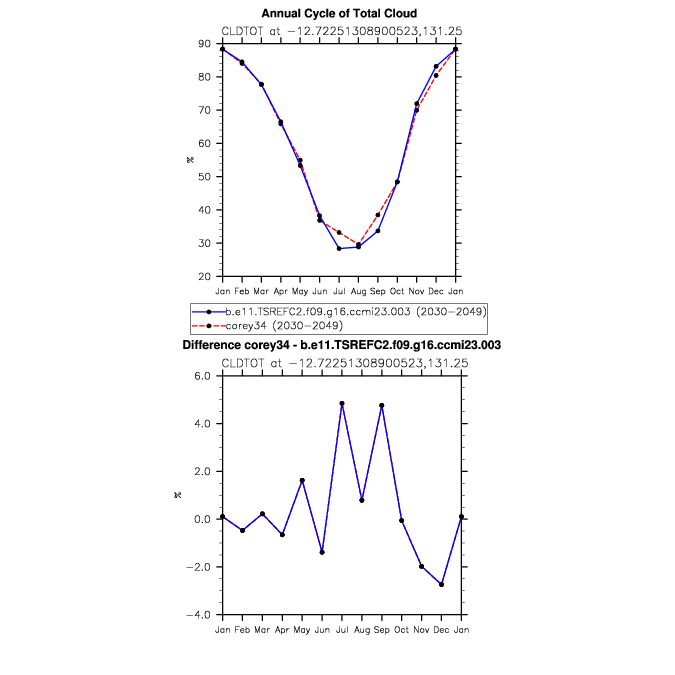 Annual Cycle of Total Cloud
CLDTOT at −12.72251308900523,131.25
90
80
70
60
50
40
30
20
%
Jan Feb Mar Apr May Jun Jul Aug Sep Oct Nov Dec Jan
b.e11.TSREFC2.f09.g16.ccmi23.003 (2030−2049)
corey34 (2030−2049)
Difference corey34 - b.e11.TSREFC2.f09.g16.ccmi23.003
CLDTOT at −12.72251308900523,131.25
6.0
4.0
2.0
0.0
−2.0
−4.0
%
Jan Feb Mar Apr May Jun Jul Aug Sep Oct Nov Dec Jan